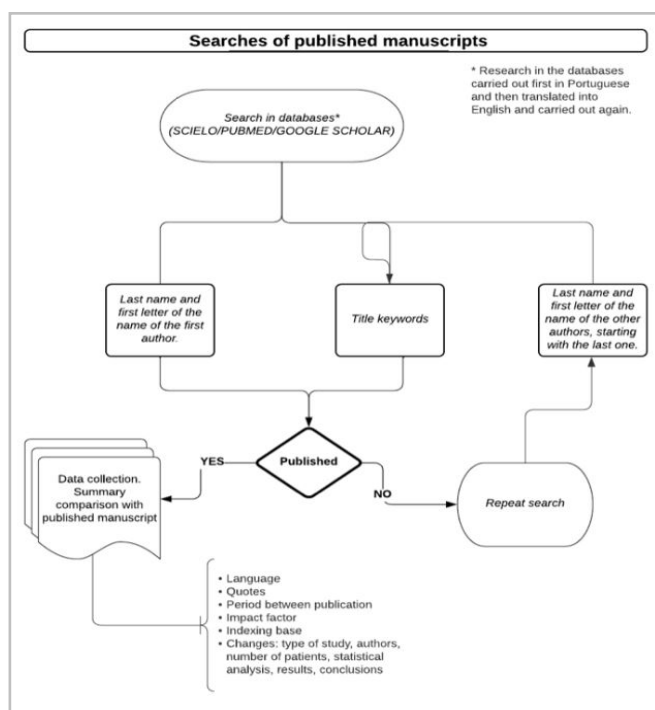 Searches of published manuscripts
* Research in the databases
carried out first in Portuguese
and then translated into
English and carried out again.
Search in databases*
(SCIELO/PUBMED/GOOGLE SCHOLAR)
Last name and
first letter of the
name of the first
author.
Title keywords
Last name and
first letter of the
name of the other
authors, starting
with the last one.
Published
YES
NO
Data collection.
Summary
comparison with
published manuscript
Repeat search
• Language
• Quotes
• Period between publication
• Impact factor
• Indexing base
• Changes: type of study, authors,
number of patients, statistical
analysis, results, conclusions